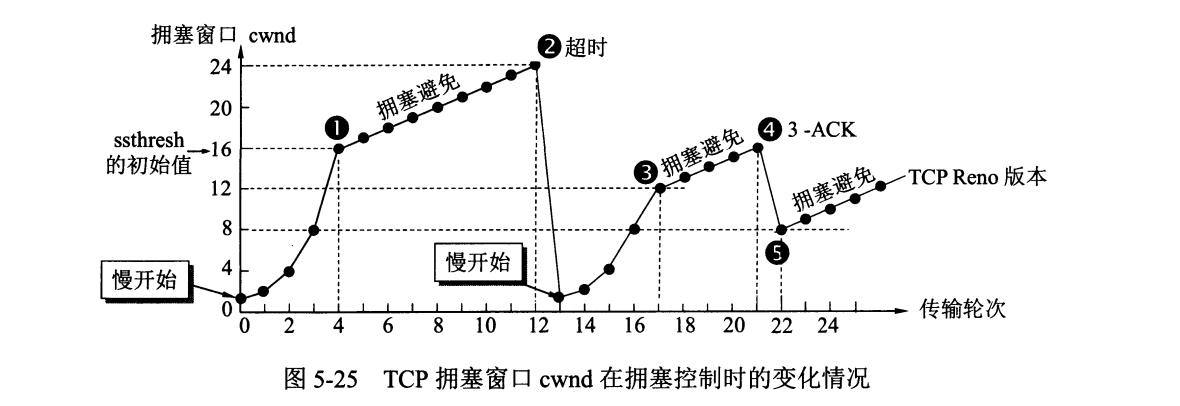 拥塞窗口 cwnd
❷超时
24
拥塞避免
20
❶
ssthresh
的初始值
16
❸
拥塞避免
❹ 3 -ACK
12
拥塞避免
TCP Reno 版本
8
❺
慢开始
慢开始
4
0
0 2 4 6 8 10 12 14 16 18 20 22 24
传输轮次
图 5-25 TCP 拥塞窗口 cwnd 在拥塞控制时的变化情况